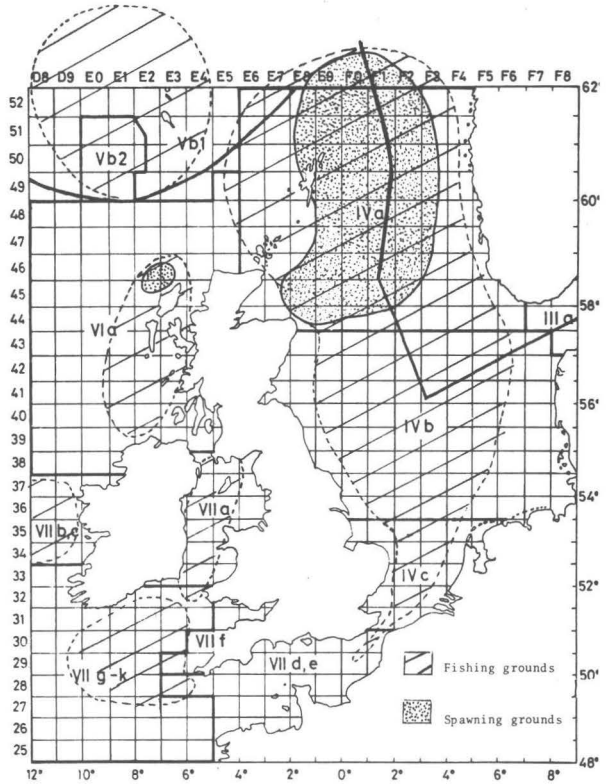 D8 D9 E0 E1 E2 E3 E4 E5 E6 E7 E8 E9 F0 F1 F2 F3 F4 F5 F6 F7 F8
62°
52
51
Vb2
Vb1
50
49
48
IVa
60°
47
46
45
58°
IIIa
44
VIa
43
42
41
56°
40
IVb
39
38
37
54°
36
VIIa
35
VIIb,c
34
33
IVc
32
52°
31
30
VIIf
29
VIId,e
Fishing grounds
28
VIIg-k
50°
27
26
Spawning grounds
25
48°
12° 10° 8° 6° 4° 2° 0° 2° 4° 6° 8°